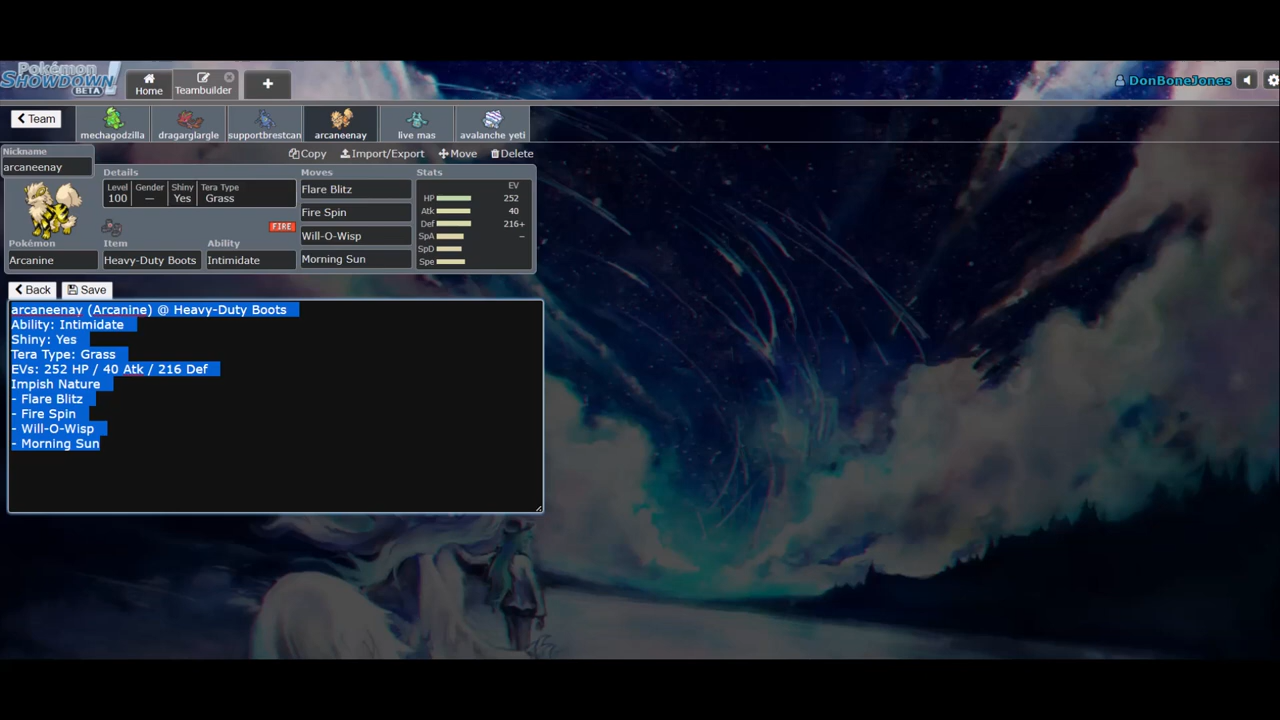 Pokémon
SHOWDOWN!
BETA
Home
Teambuilder
+
DonBoneJones
Team
mechagodzilla
dragarglargle
supportbrestcan
arcaneenay
live mas
avalanche yeti
Nickname
arcaneenay
Copy
Import/Export
Move
Delete
Details
Level
100
Gender
—
Shiny
Yes
Tera Type
Grass
FIRE
Pokémon
Arcanine
Item
Heavy-Duty Boots
Ability
Intimidate
Moves
Flare Blitz
Fire Spin
Will-O-Wisp
Morning Sun
Stats
EV
HP 252
Atk 40
Def 216+
SpA –
SpD
Spe
Back
Save
arcaneenay (Arcanine) @ Heavy-Duty Boots
Ability: Intimidate
Shiny: Yes
Tera Type: Grass
EVs: 252 HP / 40 Atk / 216 Def
Impish Nature
- Flare Blitz
- Fire Spin
- Will-O-Wisp
- Morning Sun